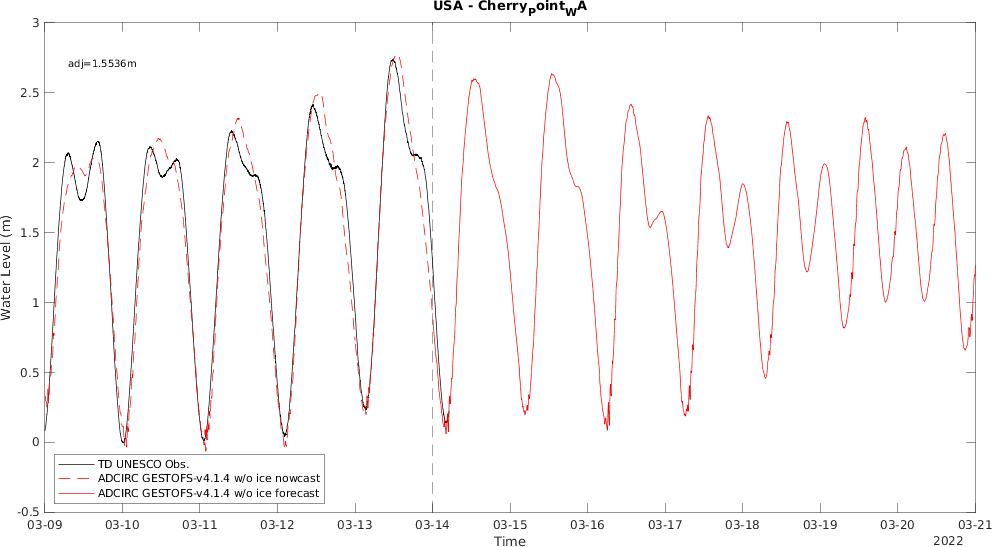 USA - CherryPointWA
3
2.5
2
1.5
1
0.5
0
-0.5
Water Level (m)
adj=1.5536m
TD UNESCO Obs.
ADCIRC GESTOFS-v4.1.4 w/o ice nowcast
ADCIRC GESTOFS-v4.1.4 w/o ice forecast
03-09 03-10 03-11 03-12 03-13 03-14 03-15 03-16 03-17 03-18 03-19 03-20 03-21
Time
2022